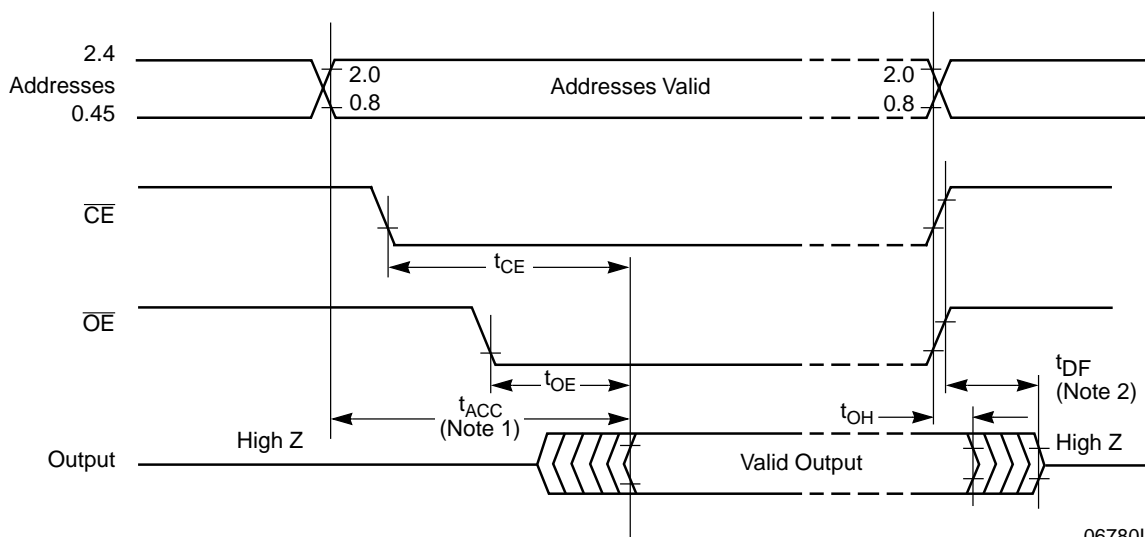 2.4
Addresses
0.45
2.0
0.8
Addresses Valid
2.0
0.8
CE
tCE
OE
tOE
tACC
(Note 1)
tOH
tDF
(Note 2)
Output
High Z
Valid Output
High Z